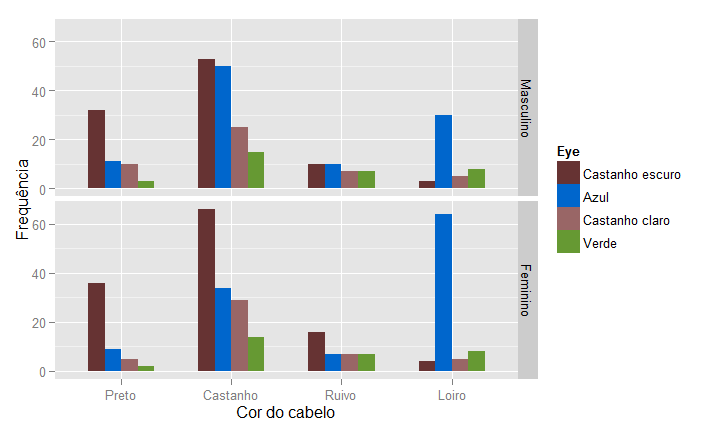 60
40
20
0
Masculino
60
40
20
0
Feminino
Frequência
Preto
Castanho
Ruivo
Loiro
Cor do cabelo
Eye
Castanho escuro
Azul
Castanho claro
Verde